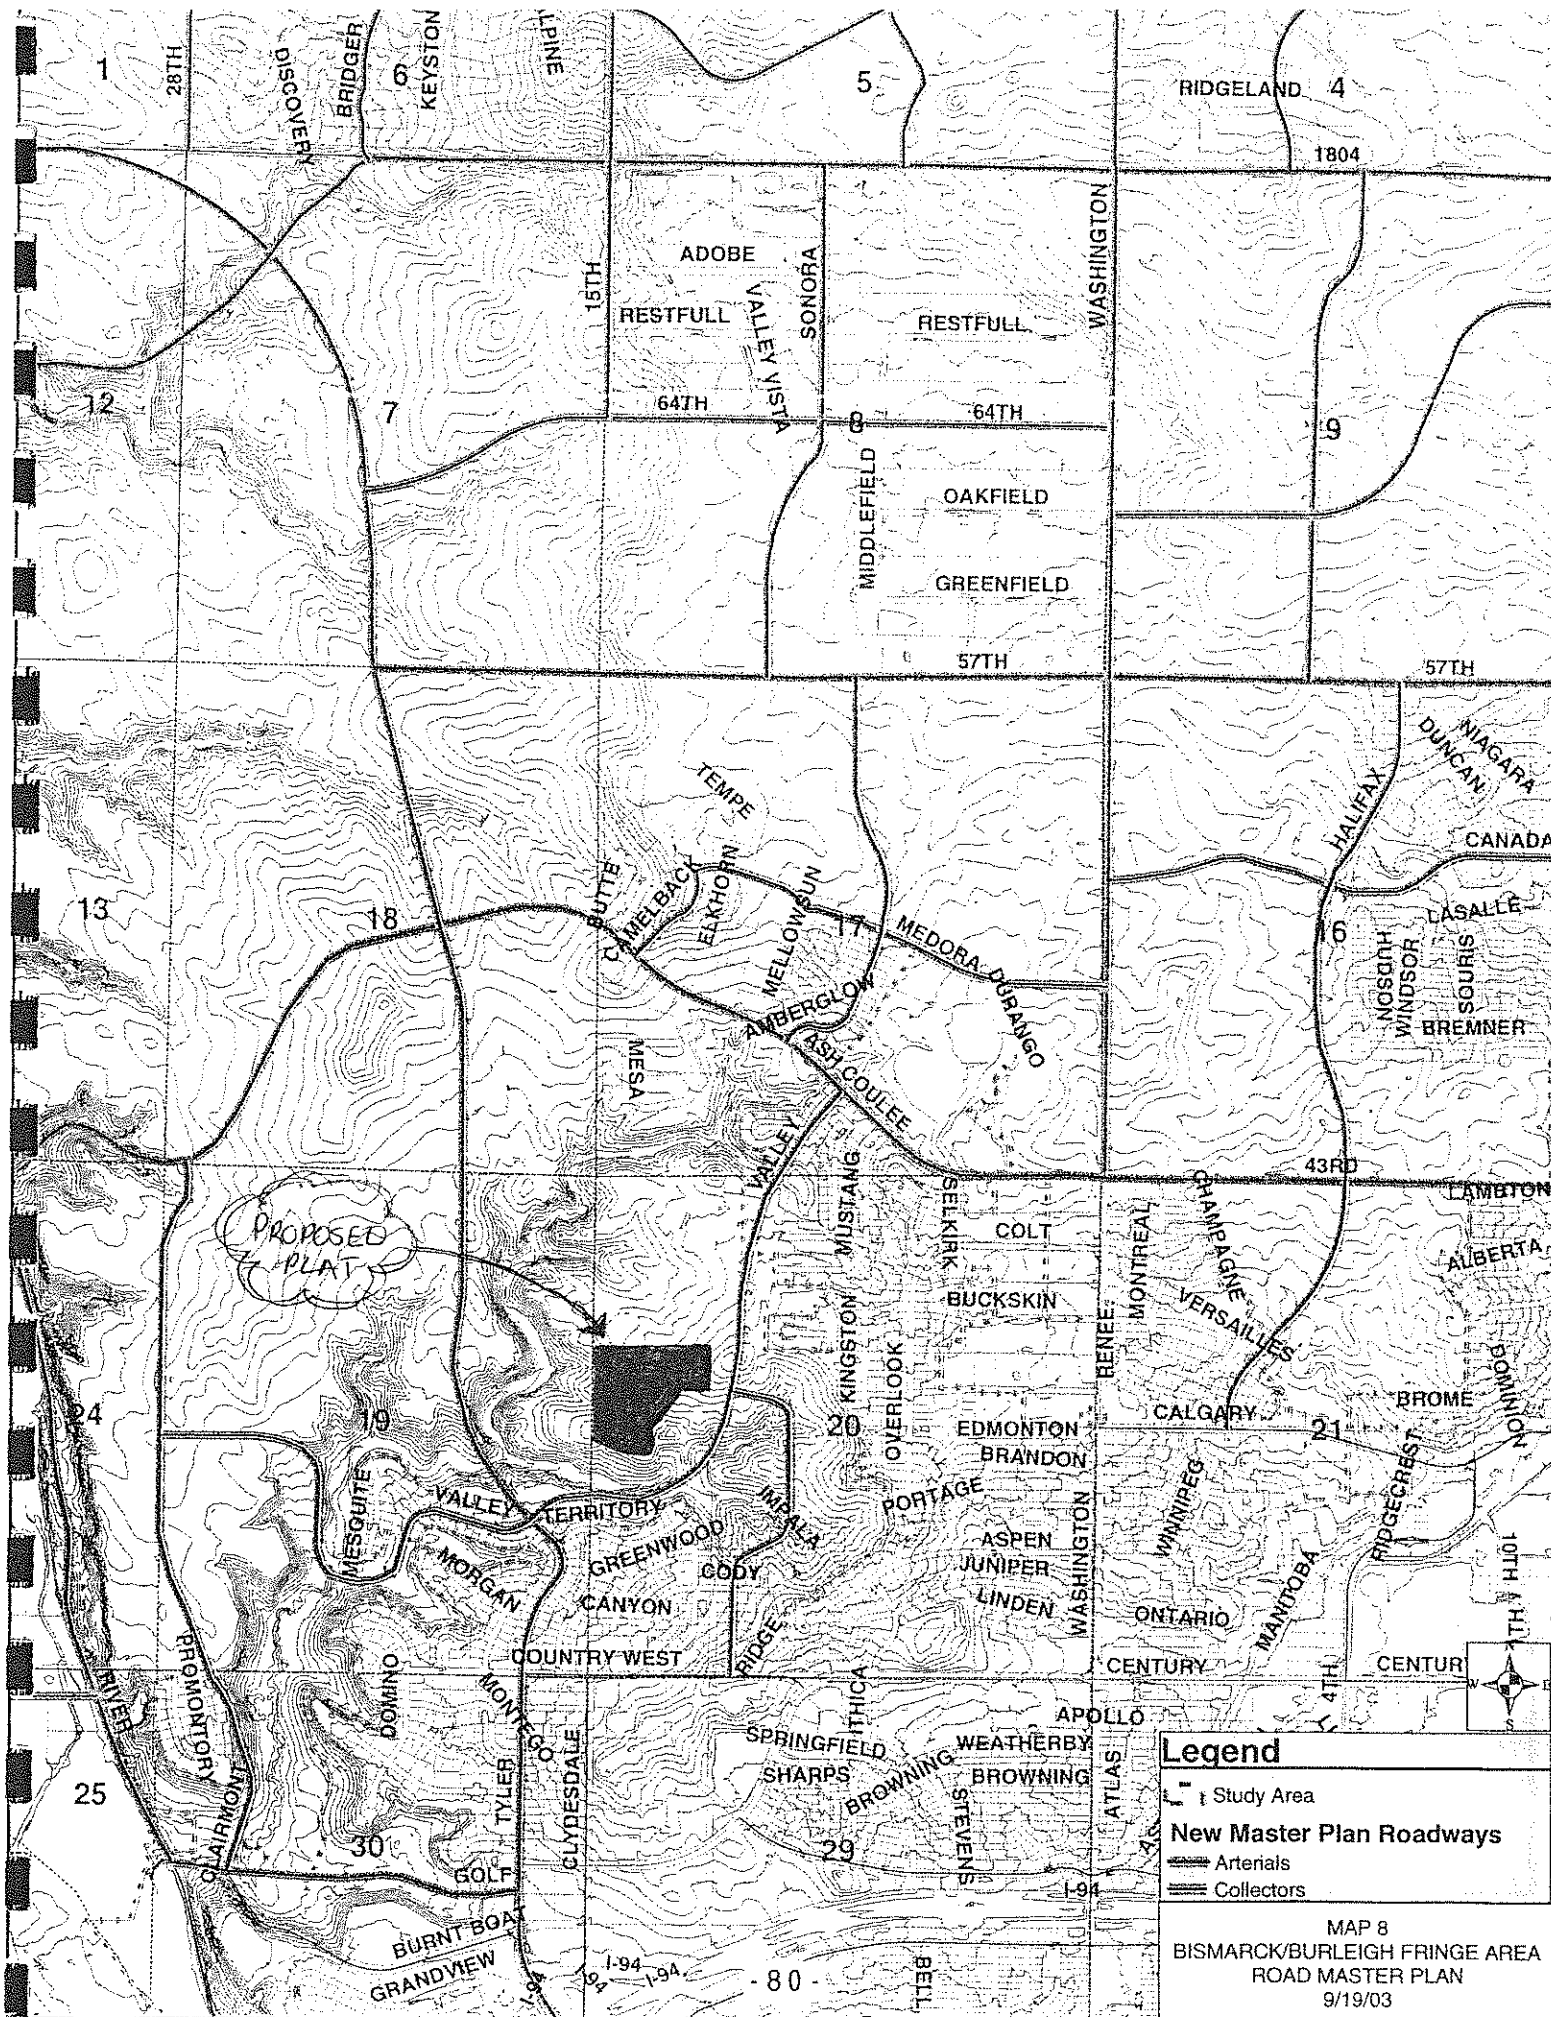 1
28TH
DISCOVERY
BRIDGER
6
KEYSTON
LPINE
5
RIDGELAND
4
1804
ADOBE
SONORA
15TH
RESTFULL
VALLEY VISTA
RESTFULL
WASHINGTON
12
7
64TH
8
64TH
9
MIDDLEFIELD
OAKFIELD
GREENFIELD
57TH
57TH
NIAGARA
DUNCAN
TEMPE
HALIFAX
CANADA
BUTTE
CAMELBACK
ELKHORN
MELLOWSUN
13
18
17
MEDORA
16
LASALLE
HUDSON
WINDSOR
SOURIS
BREMNER
AMBERGLOW
DURANGO
MESA
ASH COULEE
VALLEY
MUSTANG
SELKIRK
43RD
LAMBTON
CHAMPAGNE
MONTREAL
COLT
ALBERTA
PROPOSED
PLAT
BUCKSKIN
VERSAILLES
KINGSTON
OVERLOOK
RENEE
DOMINION
24
19
20
EDMONTON
CALGARY
BROME
21
BRANDON
RIDGECREST
MESQUITE
VALLEY
TERRITORY
IMPALA
PORTAGE
WINNIPEG
GREENWOOD
CODY
ASPEN
JUNIPER
LINDEN
WASHINGTON
MORGAN
CANYON
ONTARIO
MANITOBA
10TH
7TH
COUNTRY WEST
RIDGE
CENTURY
CENTUR
4TH
RIVER
PROMONTORY
DOMINO
MONTEGO
ITHICA
APOLLO
SPRINGFIELD
WEATHERBY
SHARPS
BROWNING
BROWNING
ATLAS
25
CLAIRMONT
TYLER
CLYDESDALE
STEVENS
30
29
GOLF
I-94
BURNT BOAT
GRANDVIEW
I-94
I-94
I-94
I-94
- 80 -
BELL
W
E
S
Legend
Study Area
New Master Plan Roadways
Arterials
Collectors
MAP 8
BISMARCK/BURLEIGH FRINGE AREA
ROAD MASTER PLAN
9/19/03